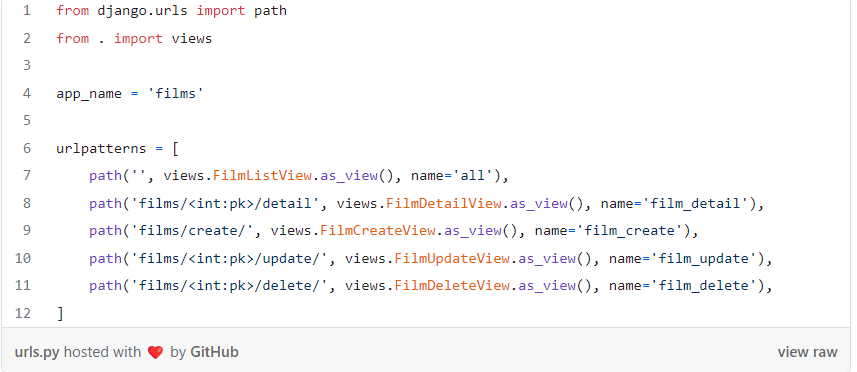 1 from django.urls import path
2 from . import views
3
4 app_name = 'films'
5
6 urlpatterns = [
7     path('', views.FilmListView.as_view(), name='all'),
8     path('films/<int:pk>/detail', views.FilmDetailView.as_view(), name='film_detail'),
9     path('films/create/', views.FilmCreateView.as_view(), name='film_create'),
10     path('films/<int:pk>/update/', views.FilmUpdateView.as_view(), name='film_update'),
11     path('films/<int:pk>/delete/', views.FilmDeleteView.as_view(), name='film_delete'),
12 ]
urls.py hosted with ❤ by GitHub view raw